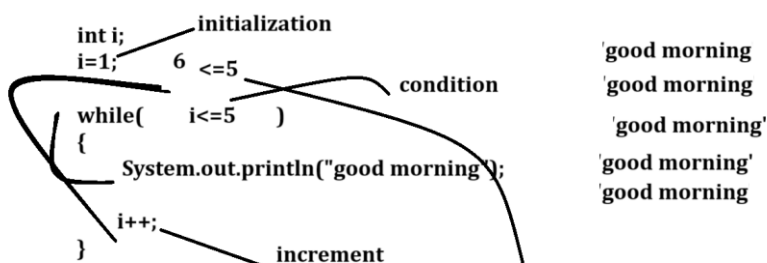 int i;
initialization
i=1;
6 <=5
condition
while( i<=5 )
{
System.out.println("good morning");
i++;
}
increment
'good morning
'good morning
'good morning'
'good morning'
'good morning